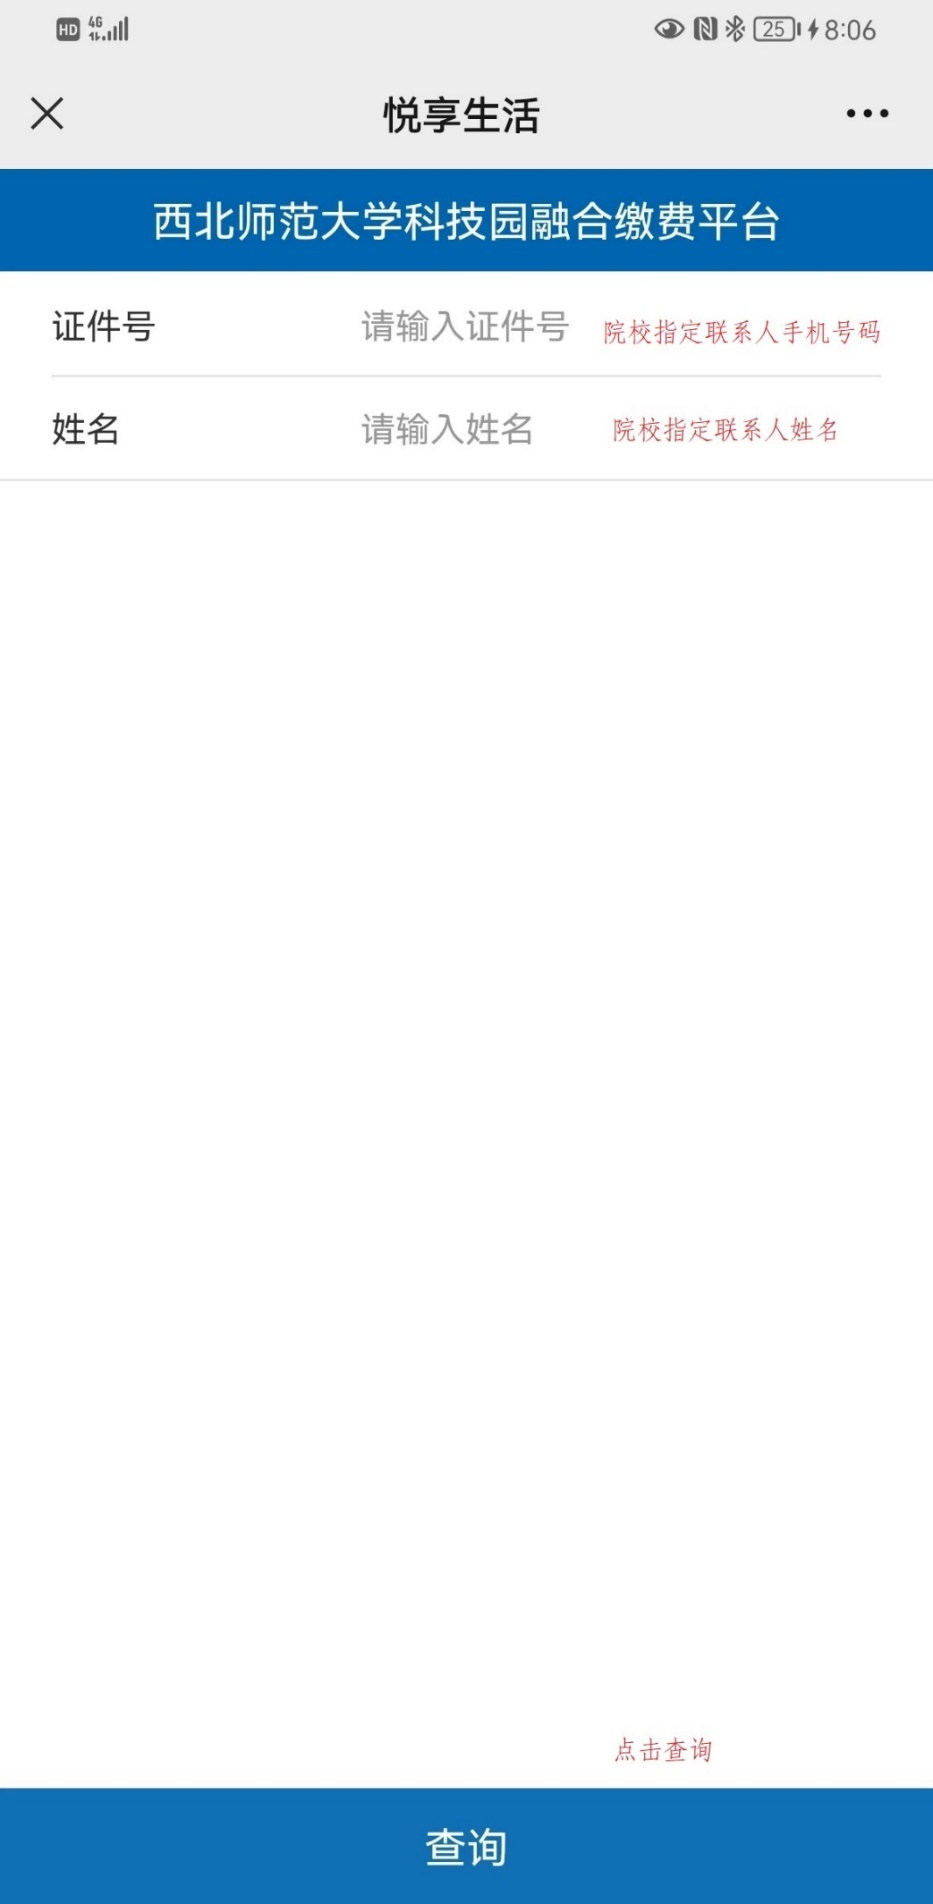 HD 4G 25 8:06
悦享生活
西北师范大学科技园融合缴费平台
证件号 请输入证件号 院校指定联系人手机号码
姓名 请输入姓名 院校指定联系人姓名
点击查询
查询